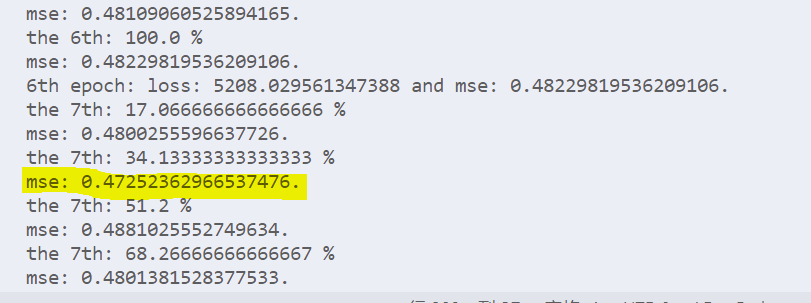 mse: 0.48109060525894165.
the 6th: 100.0 %
mse: 0.48229819536209106.
6th epoch: loss: 5208.029561347388 and mse: 0.48229819536209106.
the 7th: 17.066666666666666 %
mse: 0.4800255596637726.
the 7th: 34.13333333333333 %
mse: 0.47252362966537476.
the 7th: 51.2 %
mse: 0.4881025552749634.
the 7th: 68.26666666666667 %
mse: 0.4801381528377533.